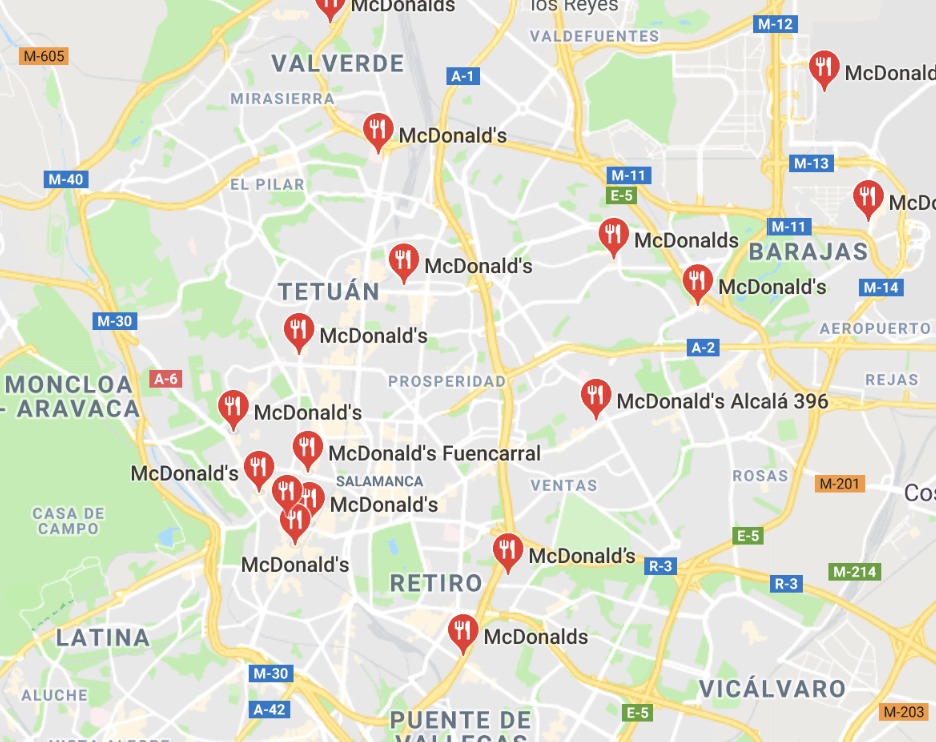 McDonalds
los Reyes
M-12
VALDEFUENTES
M-605
VALVERDE
A-1
McDonald
MIRASIERRA
McDonald's
M-13
M-40
EL PILAR
M-11
E-5
McDo
M-11
McDonalds
BARAJAS
McDonald's
TETUÁN
McDonald's
M-14
M-30
AEROPUERTO
McDonald's
A-2
A-6
PROSPERIDAD
REJAS
MONCLOA
- ARAVACA
McDonald's
McDonald's Alcalá 396
McDonald's Fuencarral
McDonald's
SALAMANCA
VENTAS
ROSAS
M-201
Cos
McDonald's
CASA DE
CAMPO
E-5
McDonald's
McDonald’s
R-3
M-214
RETIRO
R-3
LATINA
McDonalds
M-30
ALUCHE
VICÁLVARO
A-42
E-5
M-203
PUENTE DE
VALLECAS
VISTA ALEGRE